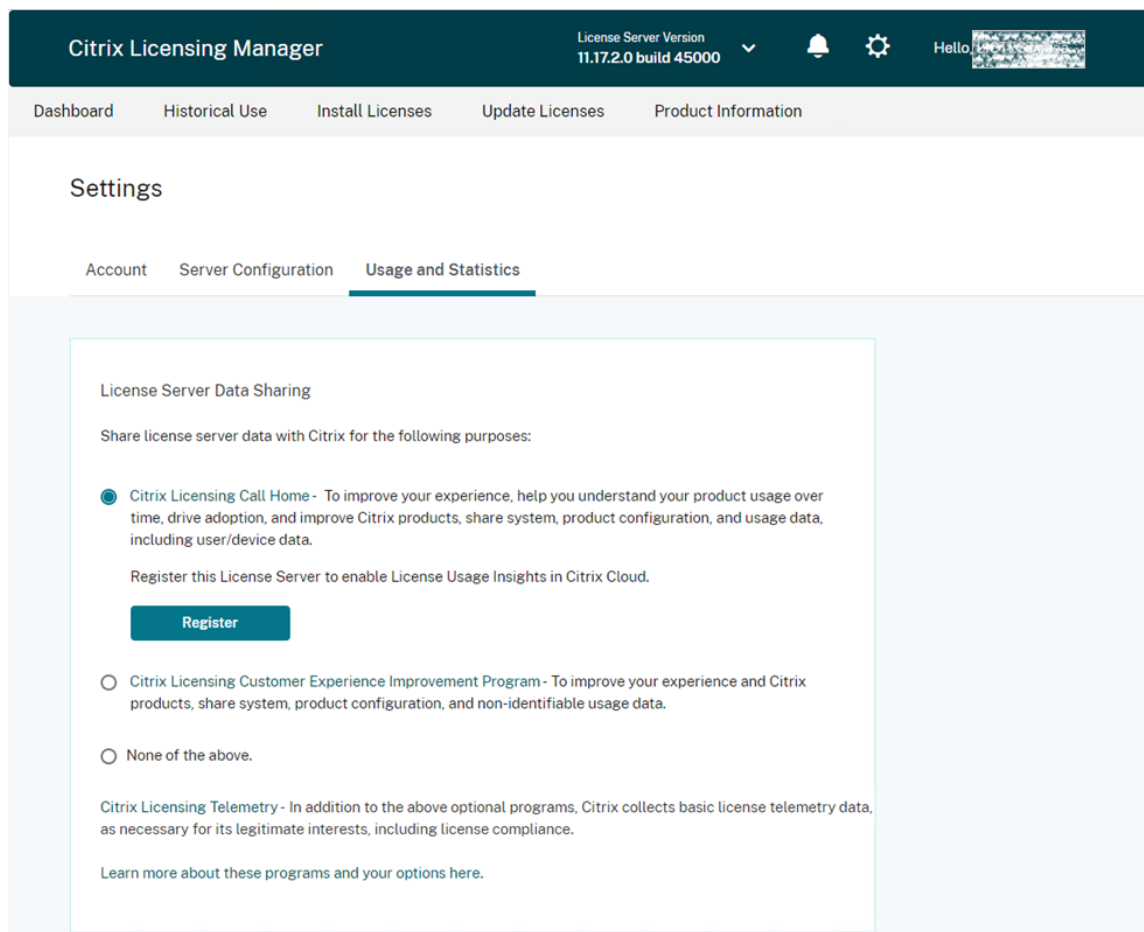 Citrix Licensing Manager
License Server Version
11.17.2.0 build 45000
Hello,
Dashboard Historical Use Install Licenses Update Licenses Product Information
Settings
Account Server Configuration Usage and Statistics
License Server Data Sharing
Share license server data with Citrix for the following purposes:
Citrix Licensing Call Home - To improve your experience, help you understand your product usage over
time, drive adoption, and improve Citrix products, share system, product configuration, and usage data,
including user/device data.
Register this License Server to enable License Usage Insights in Citrix Cloud.
Register
Citrix Licensing Customer Experience Improvement Program - To improve your experience and Citrix
products, share system, product configuration, and non-identifiable usage data.
None of the above.
Citrix Licensing Telemetry - In addition to the above optional programs, Citrix collects basic license telemetry data,
as necessary for its legitimate interests, including license compliance.
Learn more about these programs and your options here.